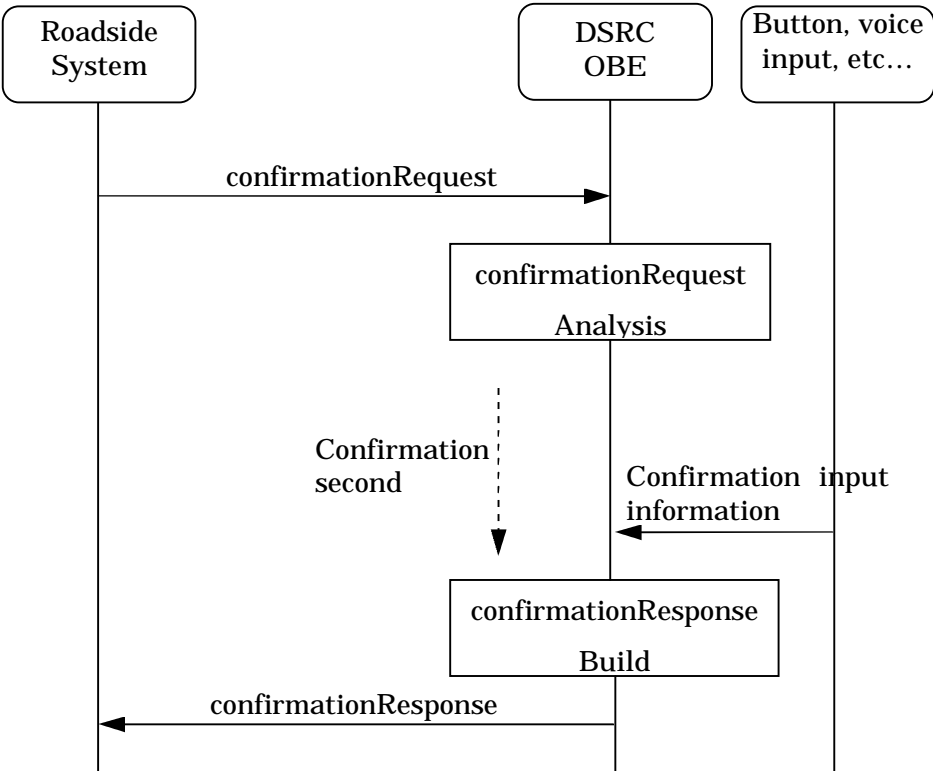 Roadside
System
DSRC
OBE
Button, voice
input, etc…
confirmationRequest
confirmationRequest
Analysis
Confirmation
second
Confirmation input
information
confirmationResponse
Build
confirmationResponse